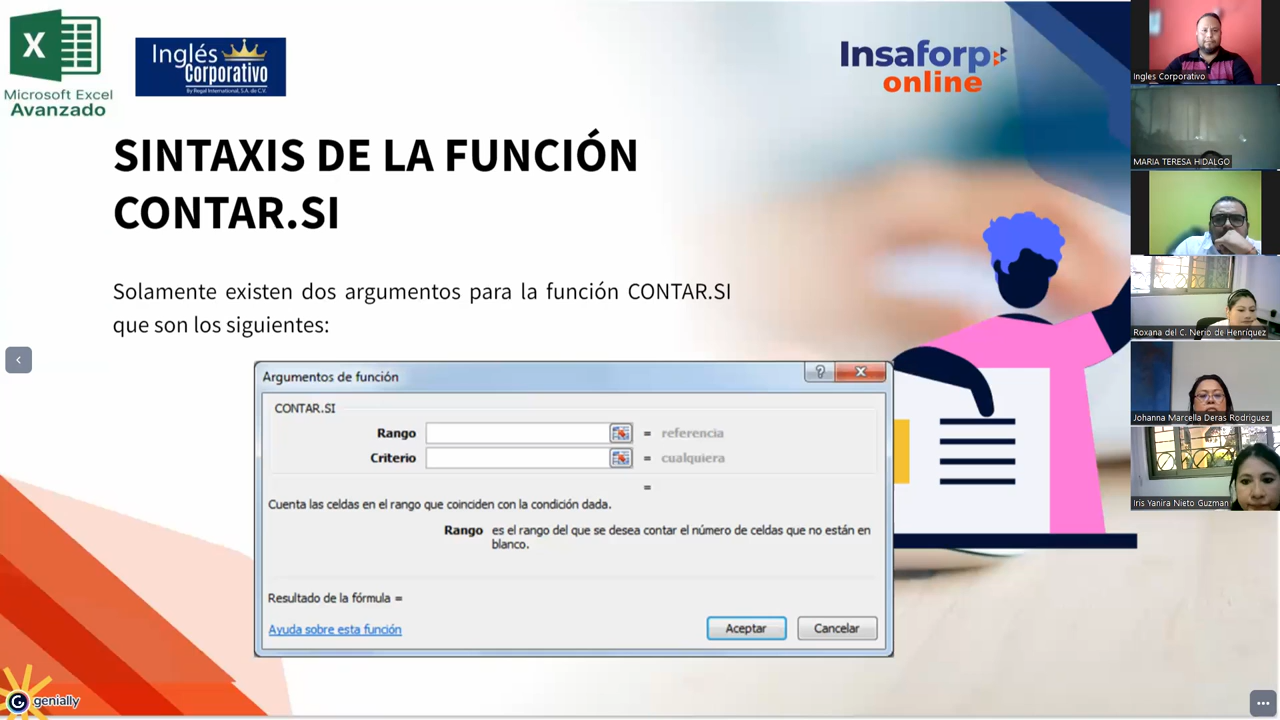 Microsoft Excel
Avanzado
Inglés
Corporativo
By Regal International, S.A. de C.V.
Insaforp
online
SINTAXIS DE LA FUNCIÓN
CONTAR.SI
Solamente existen dos argumentos para la función CONTAR.SI
que son los siguientes:
Argumentos de función
CONTAR.SI
Rango = referencia
Criterio = cualquiera
=
Cuenta las celdas en el rango que coinciden con la condición dada.
Rango es el rango del que se desea contar el número de celdas que no están en
blanco.
Resultado de la fórmula =
Ayuda sobre esta función
Aceptar
Cancelar
genially
Ingles Corporativo
MARIA TERESA HIDALGO
Roxana del C. Nerio de Henríquez
Johanna Marcella Deras Rodriguez
Iris Yanira Nieto Guzman